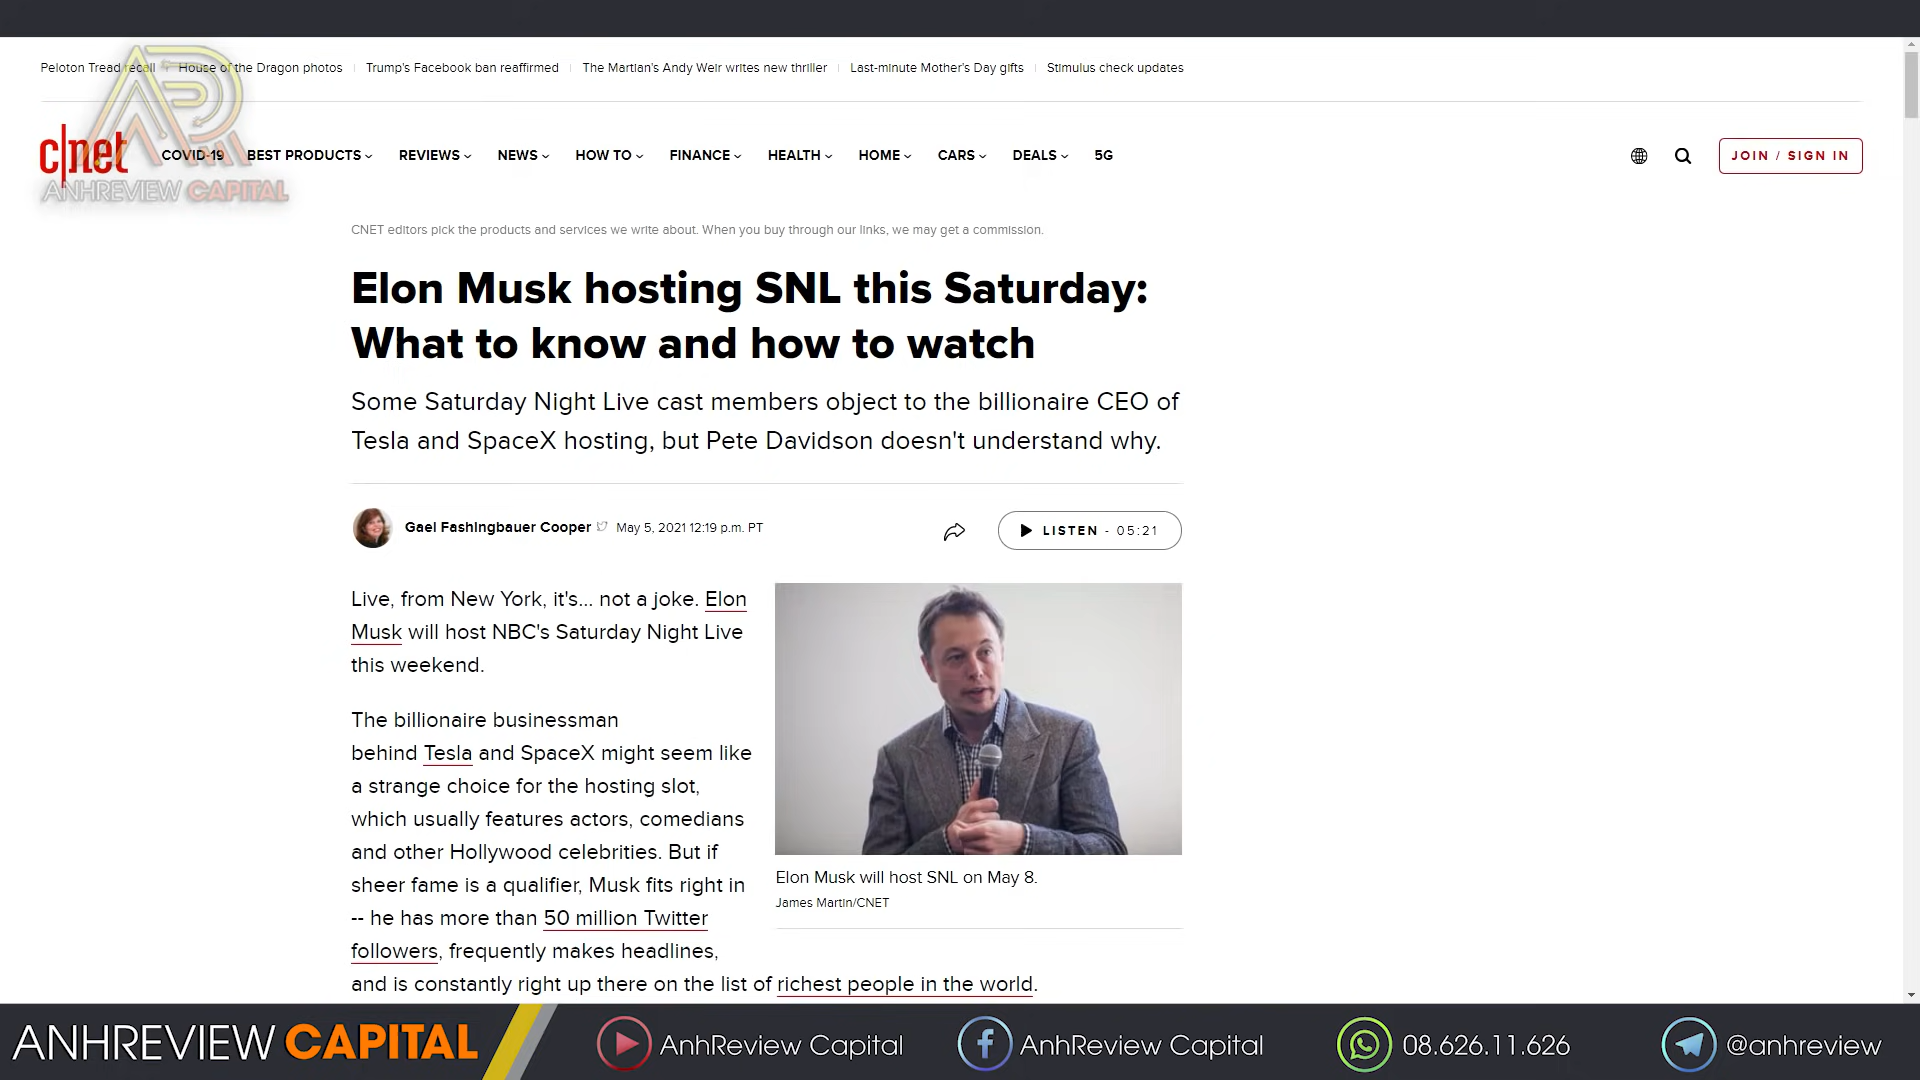 Peloton Tread recall House of the Dragon photos Trump's Facebook ban reaffirmed The Martian's Andy Weir writes new thriller Last-minute Mother's Day gifts Stimulus check updates
c|net COVID-19 BEST PRODUCTS REVIEWS NEWS HOW TO FINANCE HEALTH HOME CARS DEALS 5G JOIN / SIGN IN
ANHREVIEW CAPITAL
CNET editors pick the products and services we write about. When you buy through our links, we may get a commission.
Elon Musk hosting SNL this Saturday:
What to know and how to watch
Some Saturday Night Live cast members object to the billionaire CEO of
Tesla and SpaceX hosting, but Pete Davidson doesn't understand why.
Gael Fashingbauer Cooper May 5, 2021 12:19 p.m. PT LISTEN - 05:21
Live, from New York, it's... not a joke. Elon
Musk will host NBC's Saturday Night Live
this weekend.
The billionaire businessman
behind Tesla and SpaceX might seem like
a strange choice for the hosting slot,
which usually features actors, comedians
and other Hollywood celebrities. But if
sheer fame is a qualifier, Musk fits right in
-- he has more than 50 million Twitter
followers, frequently makes headlines,
and is constantly right up there on the list of richest people in the world.
Elon Musk will host SNL on May 8.
James Martin/CNET
ANHREVIEW CAPITAL AnhReview Capital AnhReview Capital 08.626.11.626 @anhreview